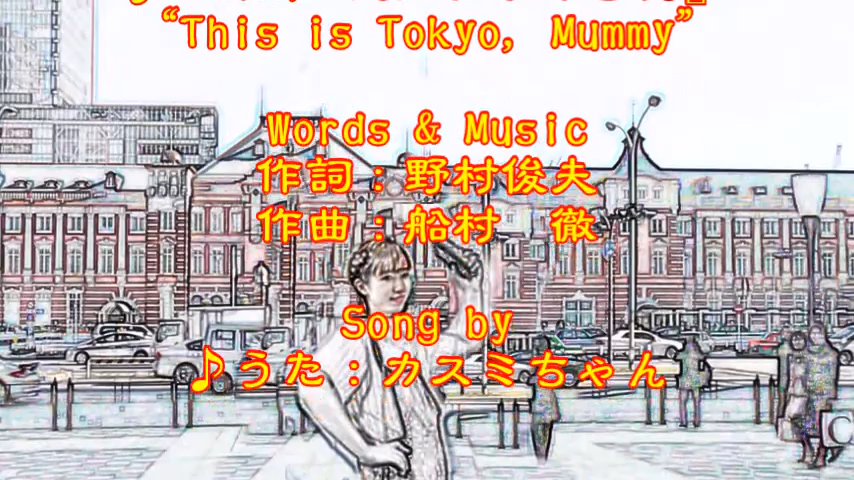 “This is Tokyo, Mummy”
Words & Music
作詞：野村俊夫
作曲：船村　徹
Song by
♪うた：カスミちゃん